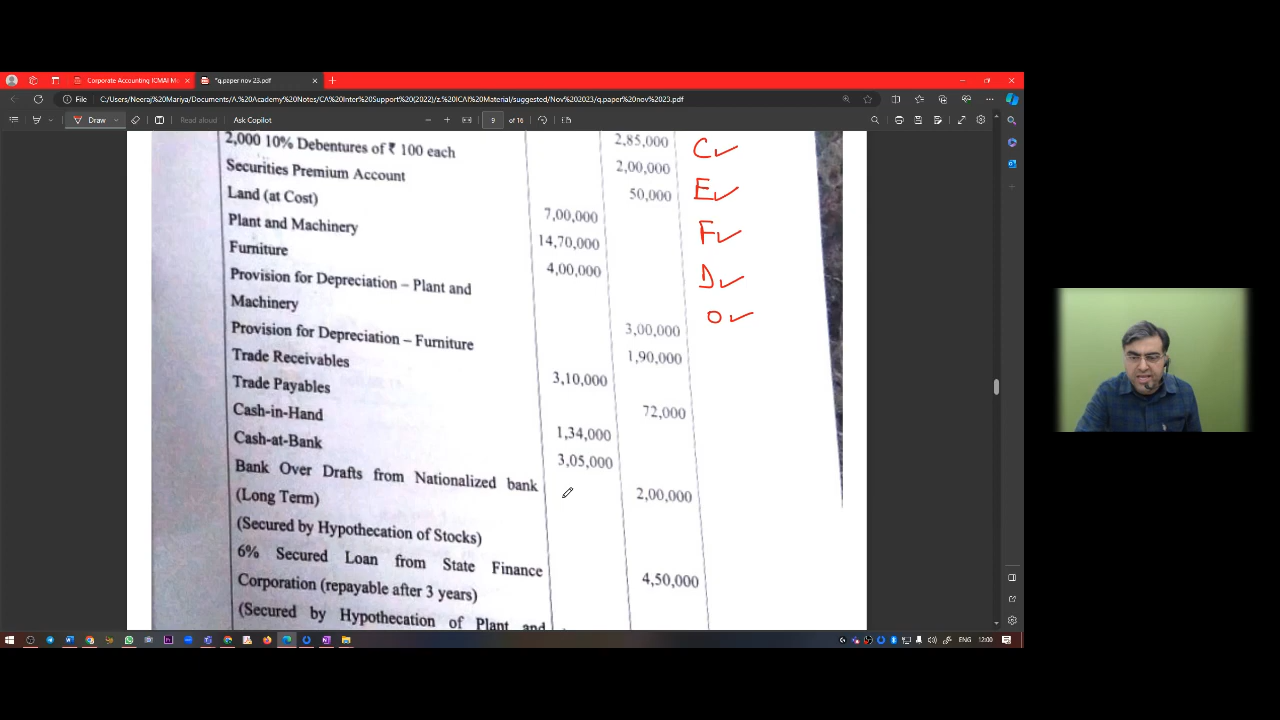 Corporate Accounting ICMAI M
*q.paper nov 23.pdf
File
C:/Users/Neeraj%20Mariya/Documents/A.%20Academy%20Notes/CA%20Inter%20Support%20(2022)/z.%20ICAI%20Material/suggested/Nov%202023/q.paper%20nov%2023.pdf
Draw
Read aloud
Ask Copilot
9 of 16
2,85,000
2,000 10% Debentures of ₹ 100 each 2,00,000
Securities Premium Account 50,000
Land (at Cost) 7,00,000
Plant and Machinery 14,70,000
Furniture 4,00,000
Provision for Depreciation – Plant and
Machinery 3,00,000
Provision for Depreciation – Furniture 1,90,000
Trade Receivables 3,10,000
Trade Payables 72,000
Cash-in-Hand 1,34,000
Cash-at-Bank 3,05,000
Bank Over Drafts from Nationalized bank 2,00,000
(Long Term)
(Secured by Hypothecation of Stocks)
6% Secured Loan from State Finance 4,50,000
Corporation (repayable after 3 years)
(Secured by Hypothecation of Plant and
C✓
E✓
F✓
D✓
O✓
ENG 12:00